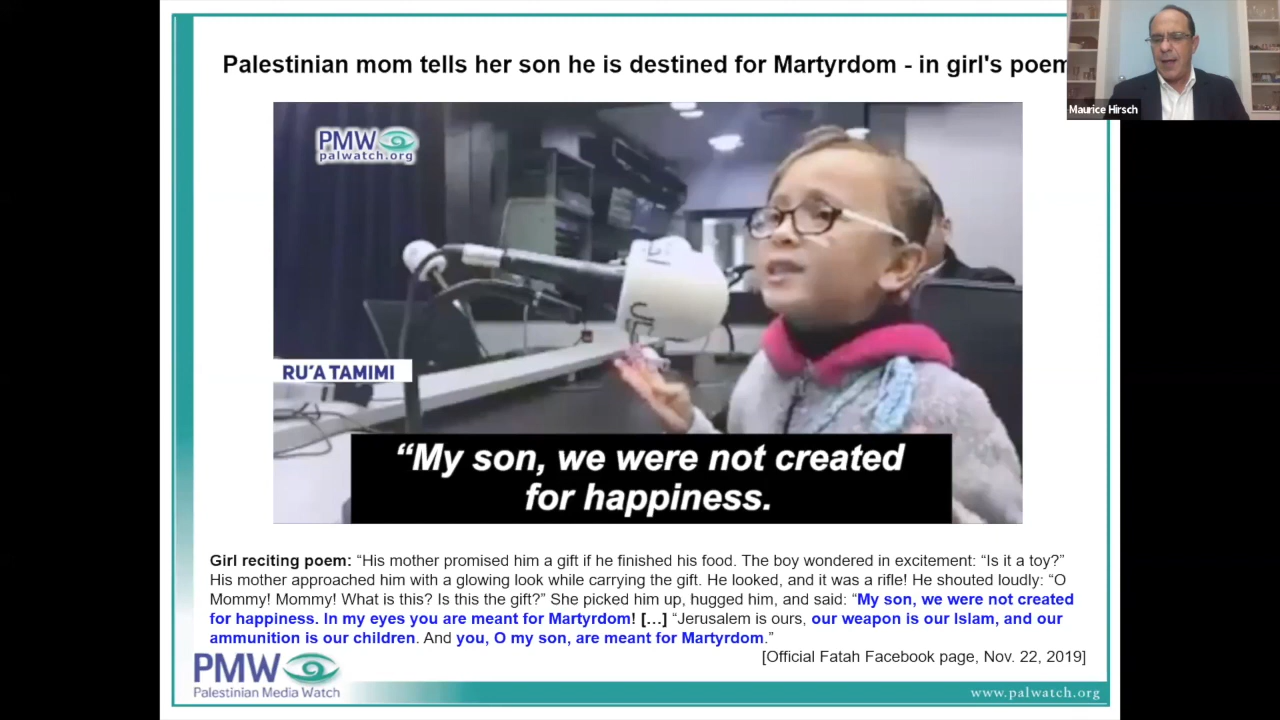 Palestinian mom tells her son he is destined for Martyrdom - in girl's poem
Maurice Hirsch
PMW
palwatch.org
RU'A TAMIMI
“My son, we were not created
for happiness.
Girl reciting poem: “His mother promised him a gift if he finished his food. The boy wondered in excitement: “Is it a toy?”
His mother approached him with a glowing look while carrying the gift. He looked, and it was a rifle! He shouted loudly: “O
Mommy! Mommy! What is this? Is this the gift?” She picked him up, hugged him, and said: “My son, we were not created
for happiness. In my eyes you are meant for Martyrdom! […] “Jerusalem is ours, our weapon is our Islam, and our
ammunition is our children. And you, O my son, are meant for Martyrdom.”
[Official Fatah Facebook page, Nov. 22, 2019]
PMW
Palestinian Media Watch
www.palwatch.org